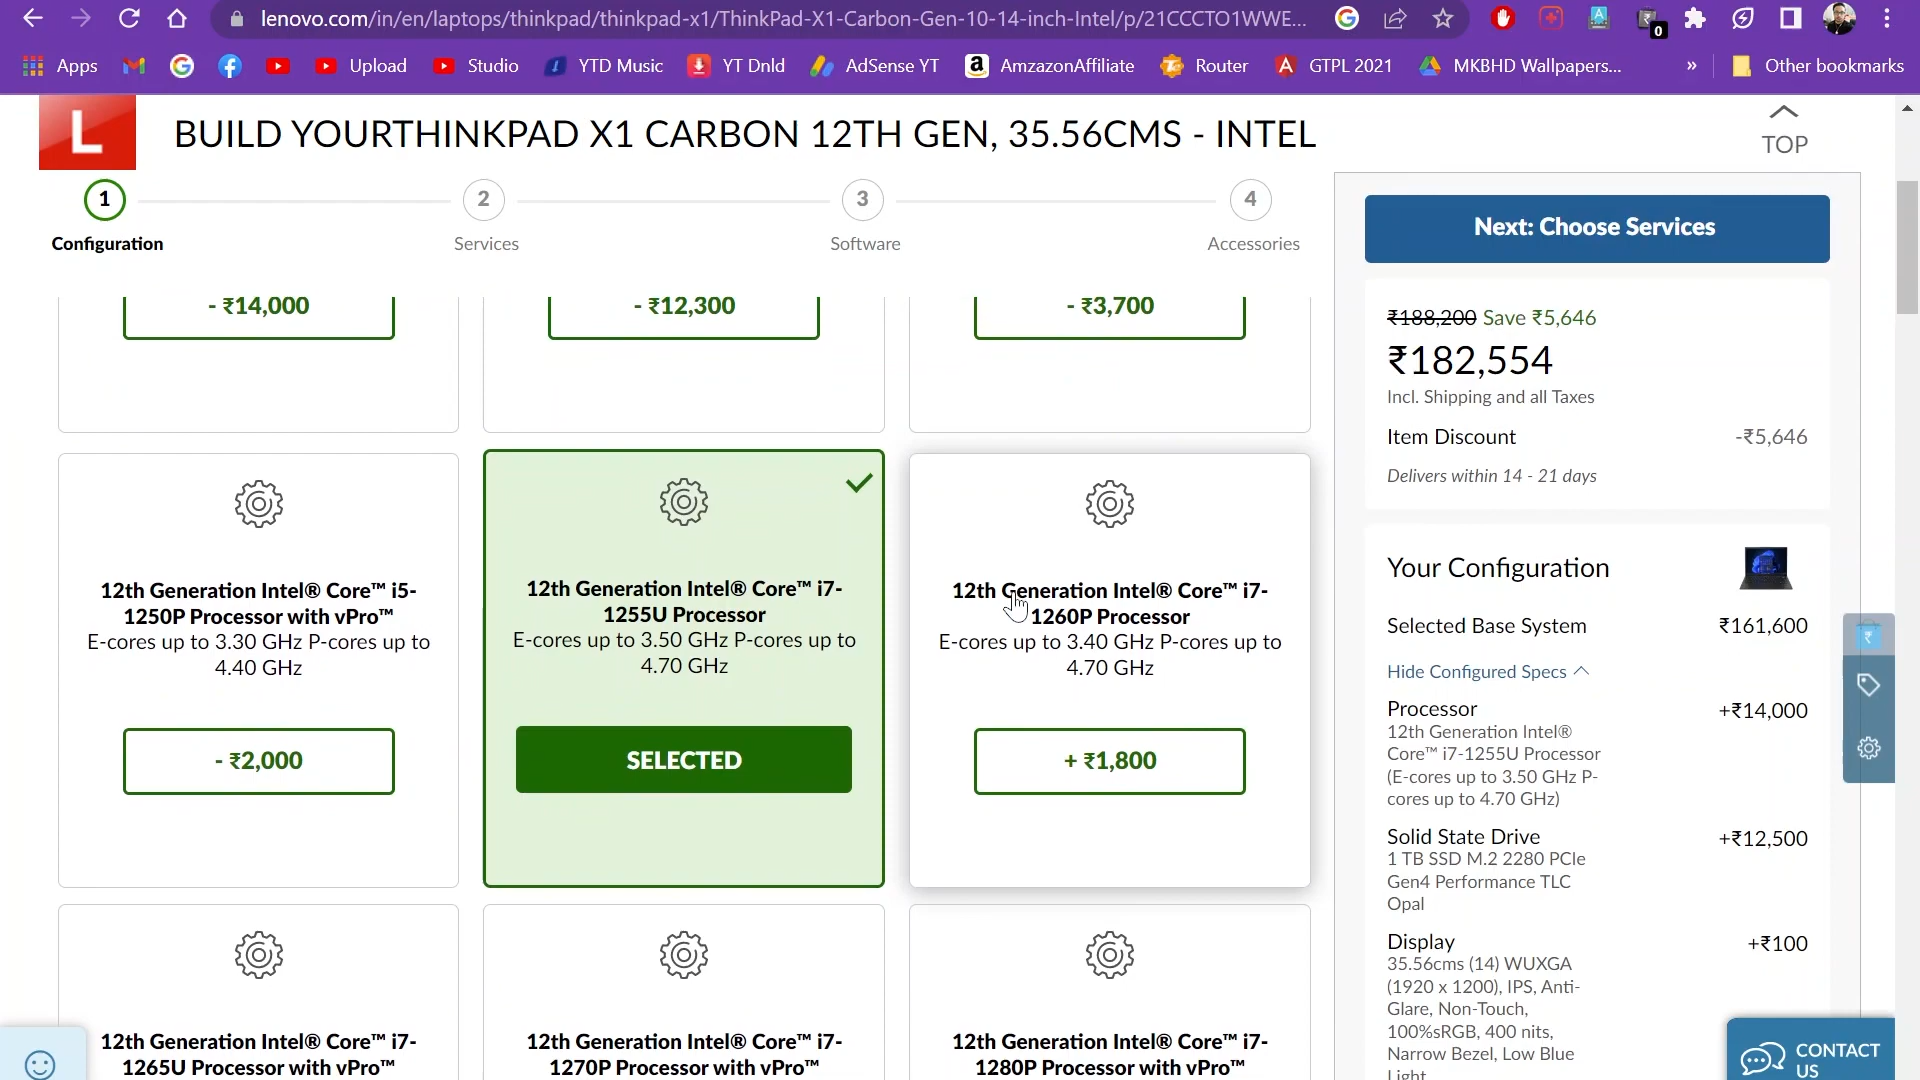 lenovo.com/in/en/laptops/thinkpad/thinkpad-x1/ThinkPad-X1-Carbon-Gen-10-14-inch-Intel/p/21CCCTO1WWE...
0
Apps
Upload
Studio
YTD Music
YT Dnld
AdSense YT
a
AmzazonAffiliate
Router
GTPL 2021
MKBHD Wallpapers...
»
Other bookmarks
L
BUILD YOURTHINKPAD X1 CARBON 12TH GEN, 35.56CMS - INTEL
TOP
1
2
3
4
Configuration
Services
Software
Accessories
- ₹14,000
- ₹12,300
- ₹3,700
12th Generation Intel® Core™ i5-
1250P Processor with vPro™
E-cores up to 3.30 GHz P-cores up to
4.40 GHz
- ₹2,000
12th Generation Intel® Core™ i7-
1255U Processor
E-cores up to 3.50 GHz P-cores up to
4.70 GHz
SELECTED
12th Generation Intel® Core™ i7-
1260P Processor
E-cores up to 3.40 GHz P-cores up to
4.70 GHz
+ ₹1,800
12th Generation Intel® Core™ i7-
1265U Processor with vPro™
12th Generation Intel® Core™ i7-
1270P Processor with vPro™
12th Generation Intel® Core™ i7-
1280P Processor with vPro™
Next: Choose Services
₹188,200 Save ₹5,646
₹182,554
Incl. Shipping and all Taxes
Item Discount -₹5,646
Delivers within 14 - 21 days
Your Configuration
Selected Base System ₹161,600
Hide Configured Specs
Processor +₹14,000
12th Generation Intel®
Core™ i7-1255U Processor
(E-cores up to 3.50 GHz P-
cores up to 4.70 GHz)
Solid State Drive +₹12,500
1 TB SSD M.2 2280 PCIe
Gen4 Performance TLC
Opal
Display +₹100
35.56cms (14) WUXGA
(1920 x 1200), IPS, Anti-
Glare, Non-Touch,
100%sRGB, 400 nits,
Narrow Bezel, Low Blue
Light
₹
CONTACT
US